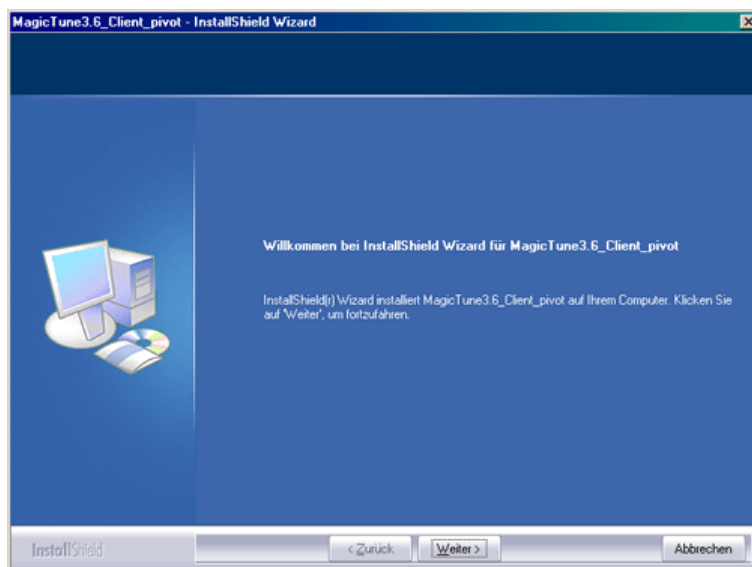 MagicTune3.6_Client_pivot - InstallShield Wizard
Willkommen bei InstallShield Wizard für MagicTune3.6_Client_pivot
InstallShield(r) Wizard installiert MagicTune3.6_Client_pivot auf Ihrem Computer. Klicken Sie
auf 'Weiter', um fortzufahren.
InstallShield
< Zurück
Weiter >
Abbrechen